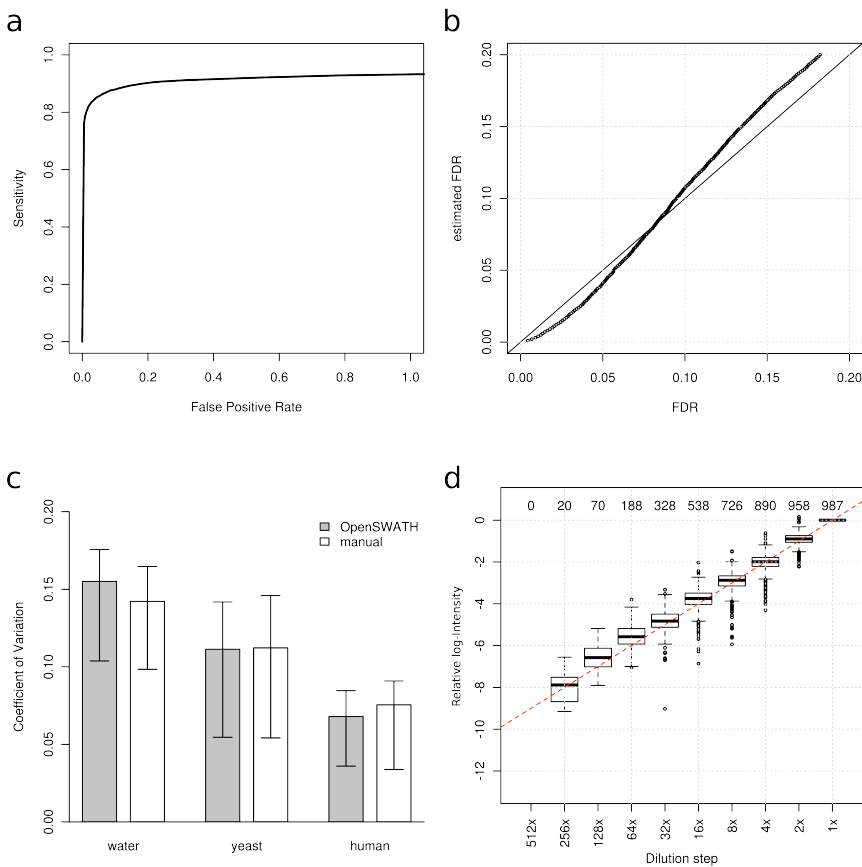 a
Sensitivity
1.0
0.8
0.6
0.4
0.2
0.0
0.0 0.2 0.4 0.6 0.8 1.0
False Positive Rate
b
estimated FDR
0.20
0.15
0.10
0.05
0.00
0.00 0.05 0.10 0.15 0.20
FDR
c
Coefficient of Variation
0.20
0.15
0.10
0.05
0.00
OpenSWATH
manual
water yeast human
d
Relative log-Intensity
0 20 70 188 328 538 726 890 958 987
0
-2
-4
-6
-8
-10
-12
512x 256x 128x 64x 32x 16x 8x 4x 2x 1x
Dilution step